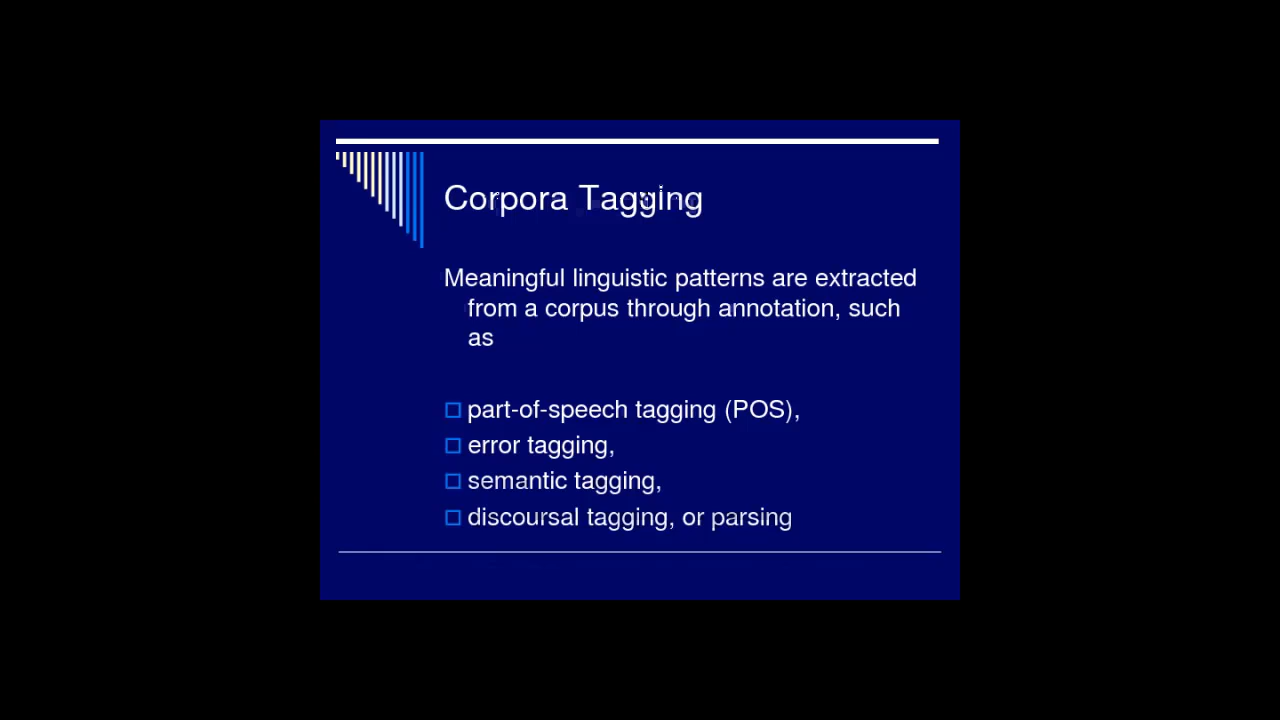 Corpora Tagging
Meaningful linguistic patterns are extracted
from a corpus through annotation, such
as
part-of-speech tagging (POS),
error tagging,
semantic tagging,
discoursal tagging, or parsing